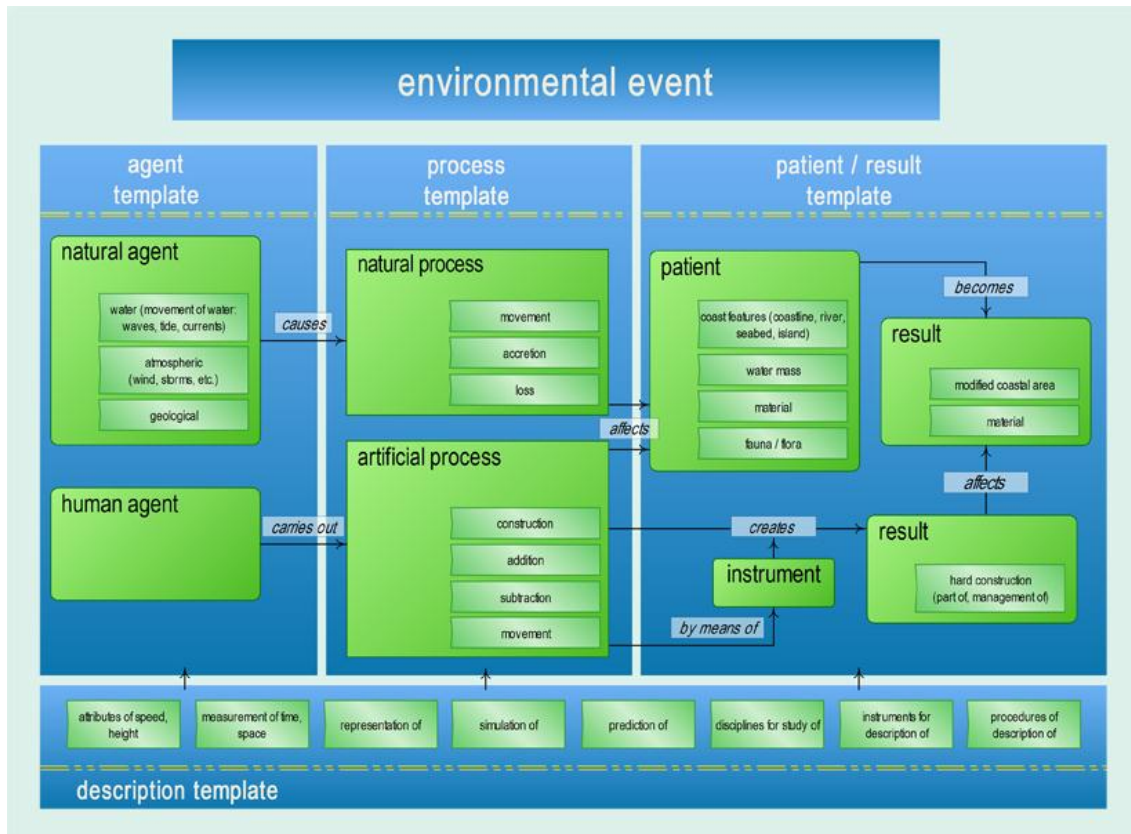 environmental event
agent
template
process
template
patient / result
template
natural agent
water (movement of water:
waves, tide, currents)
atmospheric
(wind, storms, etc.)
geological
human agent
causes
carries out
natural process
movement
accretion
loss
artificial process
construction
addition
subtraction
movement
affects
patient
coast features (coastline, river,
seabed, island)
water mass
material
fauna / flora
becomes
result
modified coastal area
material
affects
creates
instrument
by means of
result
hard construction
(part of, management of)
attributes of speed,
height
measurement of time,
space
representation of
simulation of
prediction of
disciplines for study of
instruments for
description of
procedures of
description of
description template